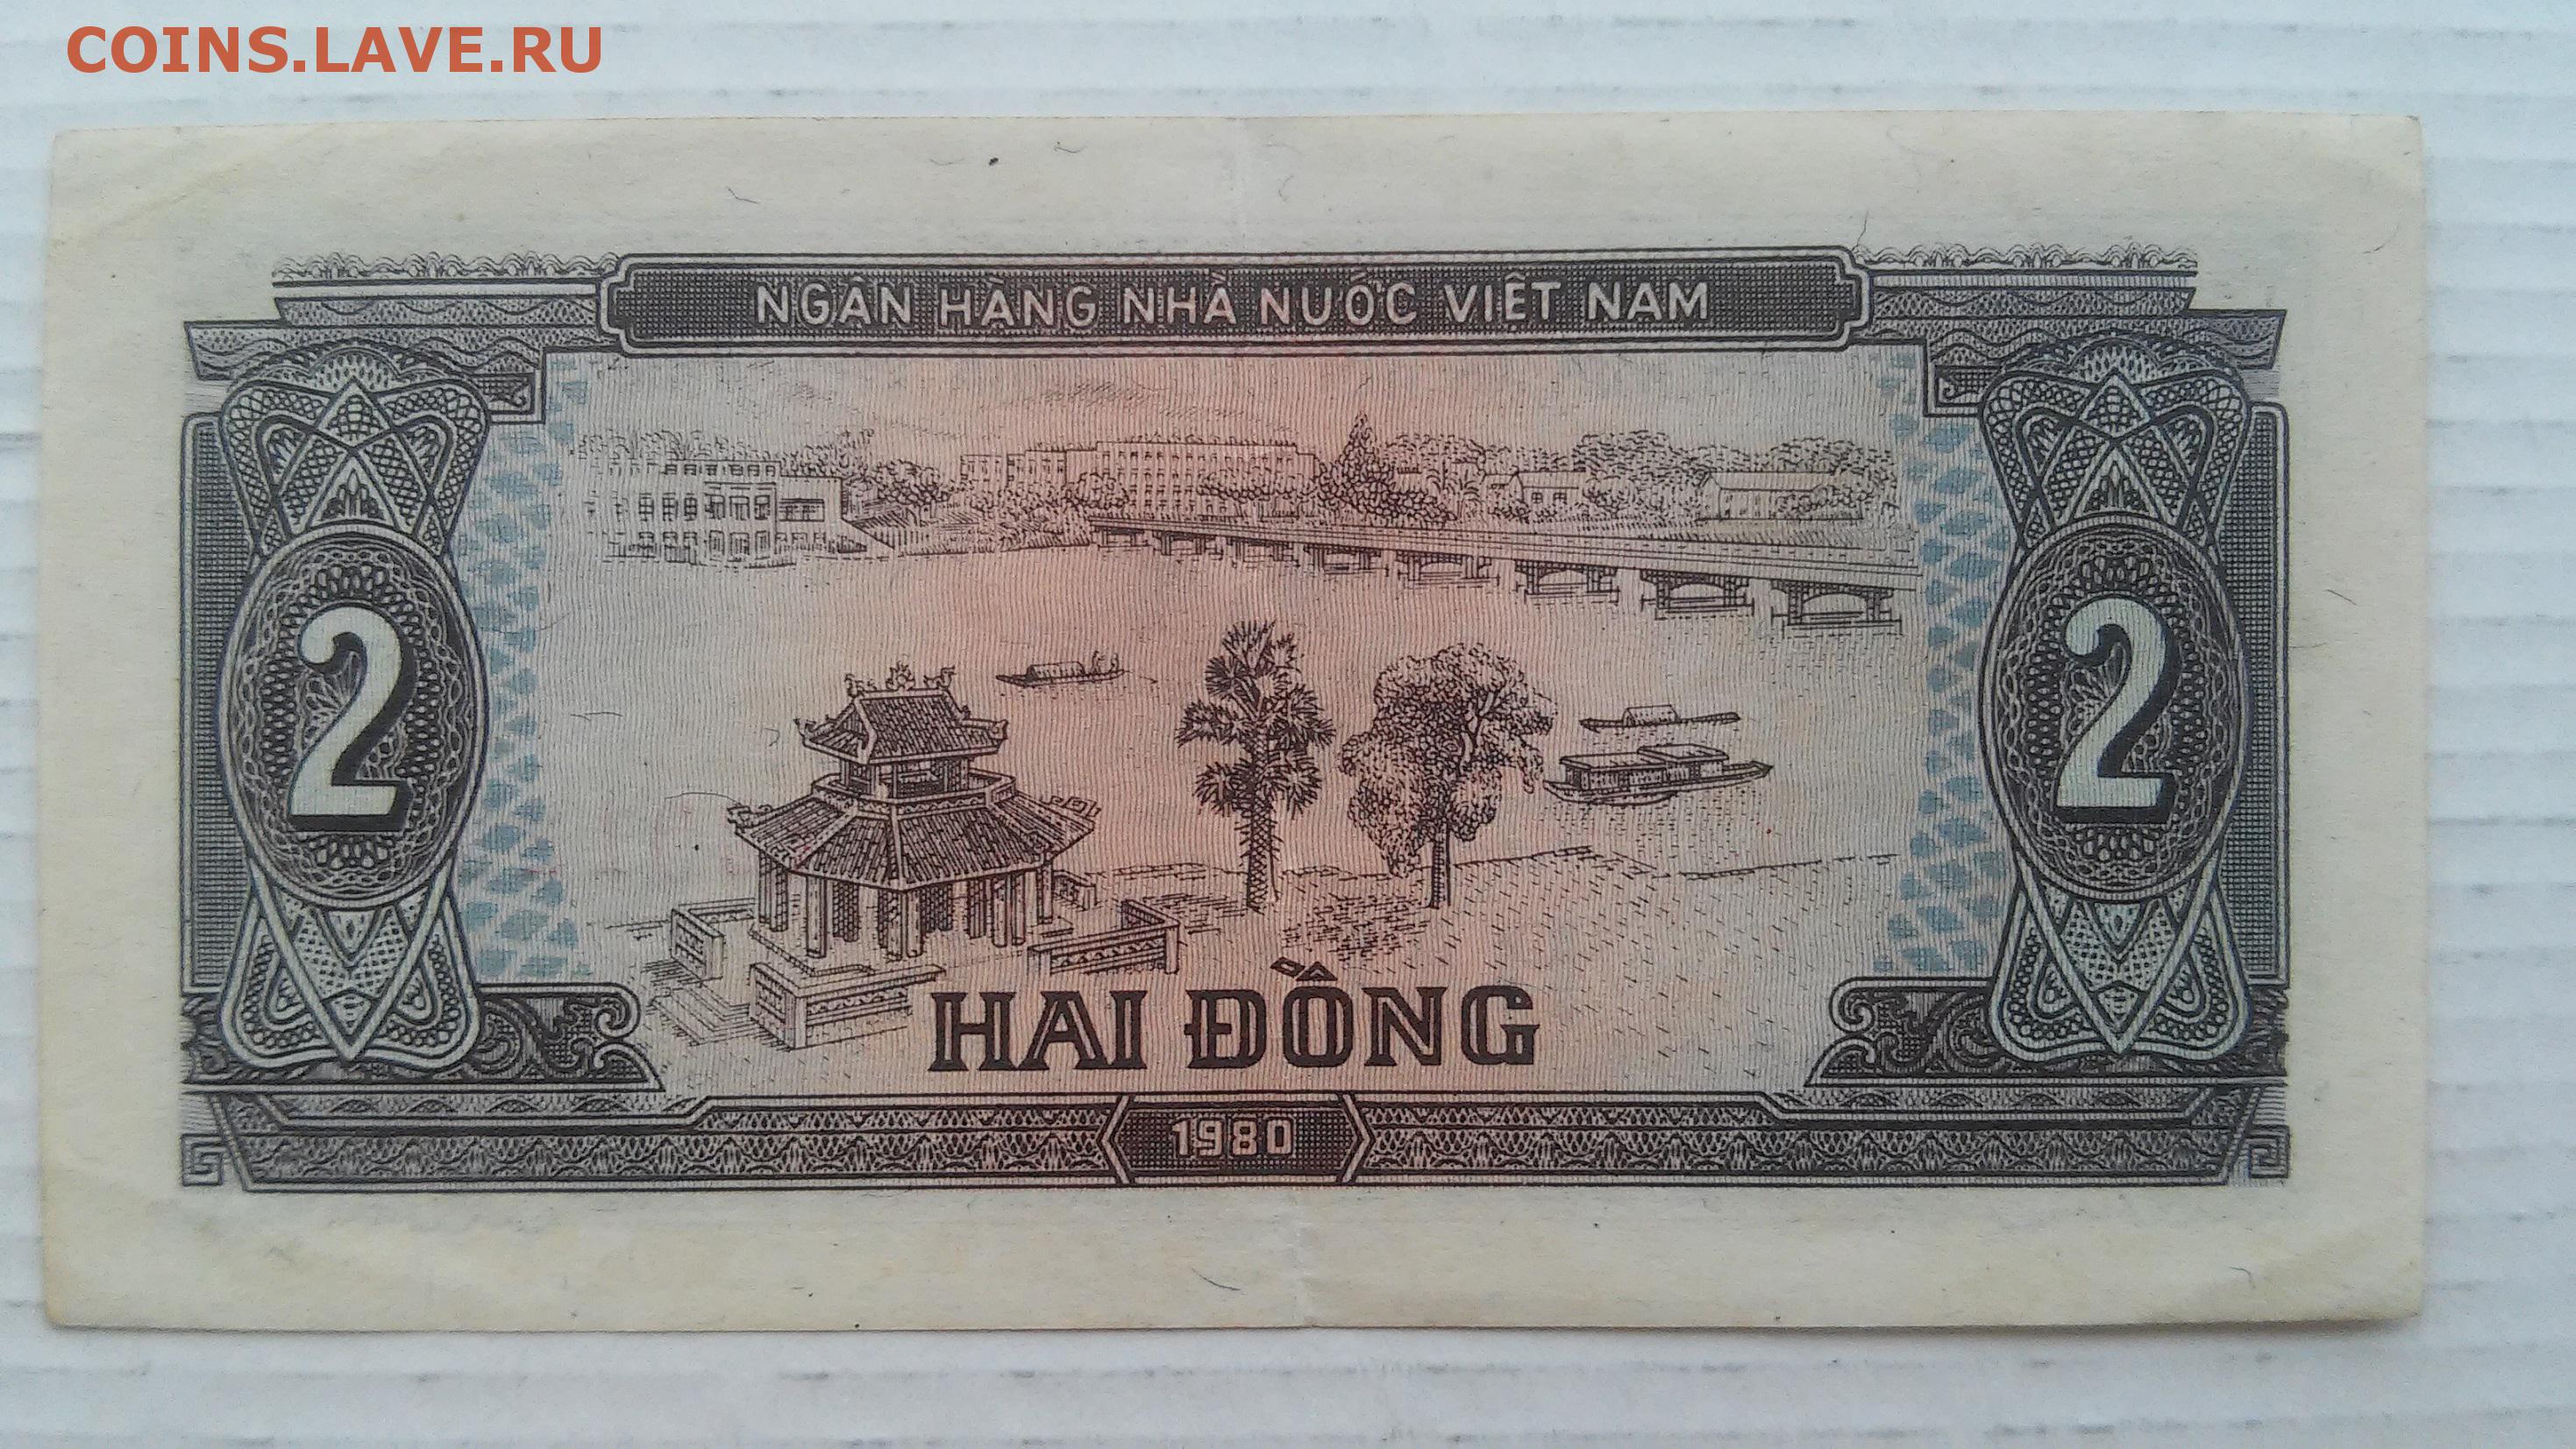 COINS.LAVE.RU
NGÂN HÀNG NHÀ NƯỚC VIỆT NAM
2
2
HAI ĐỒNG
1980